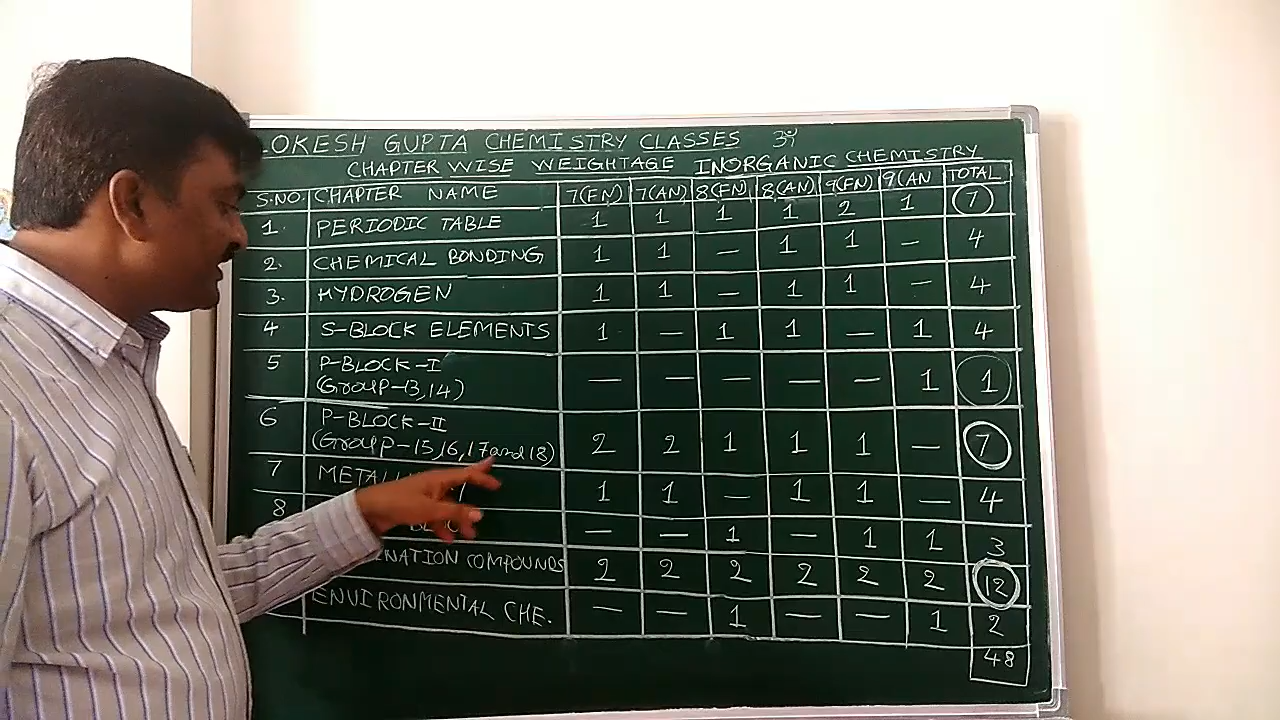 LOKESH GUPTA CHEMISTRY CLASSES ॐ
CHAPTER WISE WEIGHTAGE INORGANIC CHEMISTRY
S.NO. CHAPTER NAME 7(FN) 7(AN) 8(FN) 8(AN) 9(FN) 9(AN TOTAL
1. PERIODIC TABLE 1 1 1 1 2 1 7
2. CHEMICAL BONDING 1 1 — 1 1 — 4
3. HYDROGEN 1 1 — 1 1 — 4
4 S-BLOCK ELEMENTS 1 — 1 1 — 1 4
5 P-BLOCK-I
(GrouP-13,14) — — — — — 1 1
6 P-BLOCK-II
(GrouP-15,16,17and 18) 2 2 1 1 1 — 7
7 1 1 — 1 1 — 4
8 — — 1 — 1 1 3
COMPOUNDS 2 2 2 2 2 2 12
ENVIRONMENTAL CHE. — — 1 — — 1 2
48